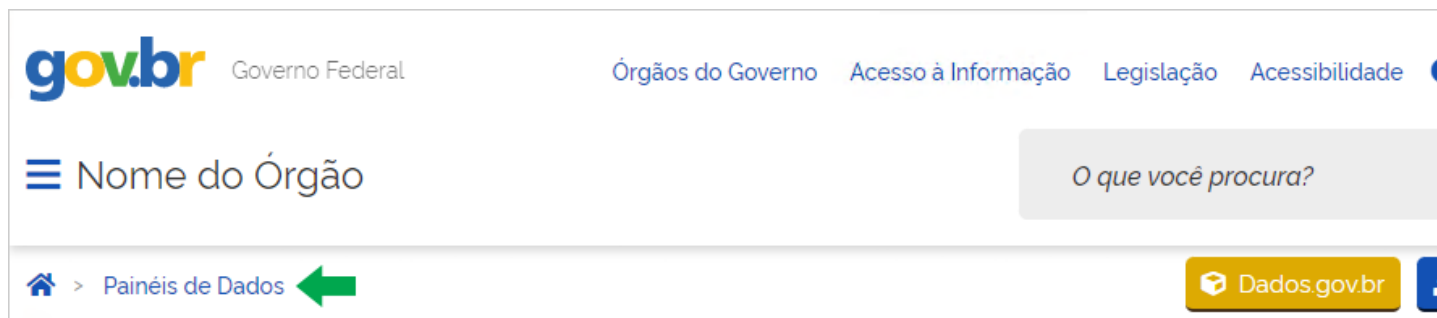 gov.br Governo Federal Órgãos do Governo Acesso à Informação Legislação Acessibilidade
Nome do Órgão O que você procura?
> Painéis de Dados Dados.gov.br